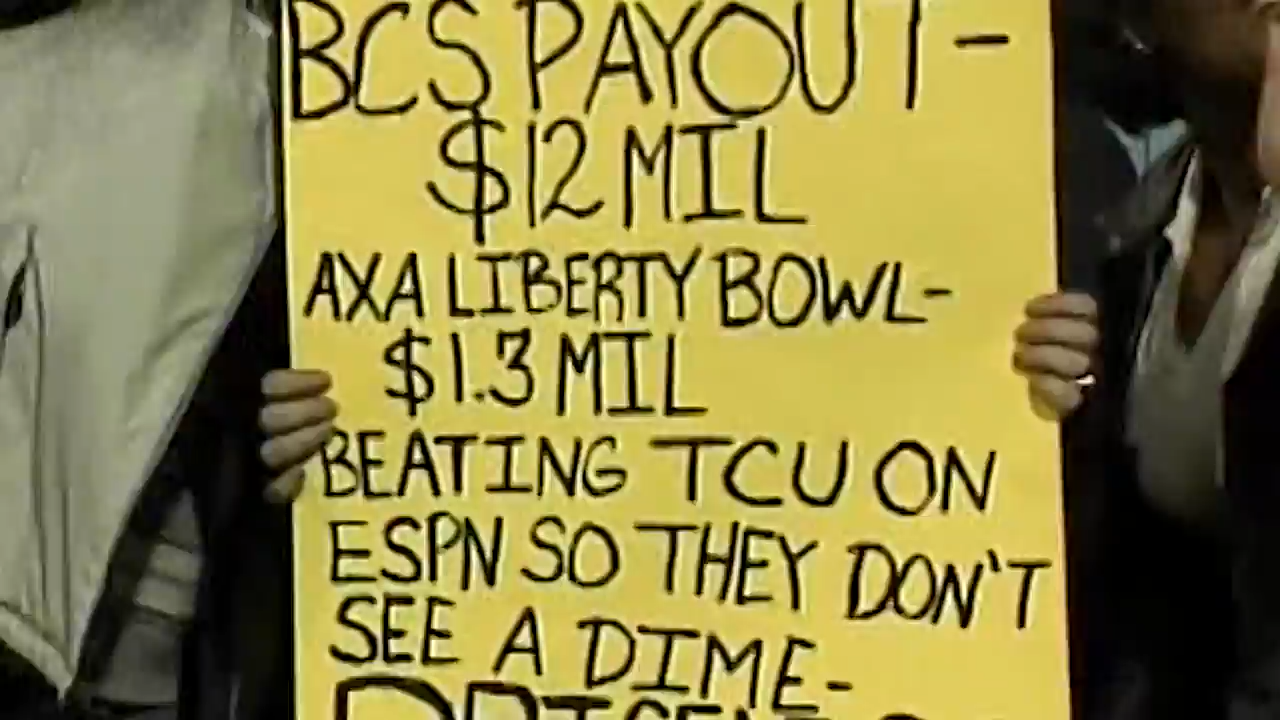 BCS PAYOUT -
$12 MIL
AXA LIBERTY BOWL-
$1.3 MIL
BEATING TCU ON
ESPN SO THEY DON'T
SEE A DIME-